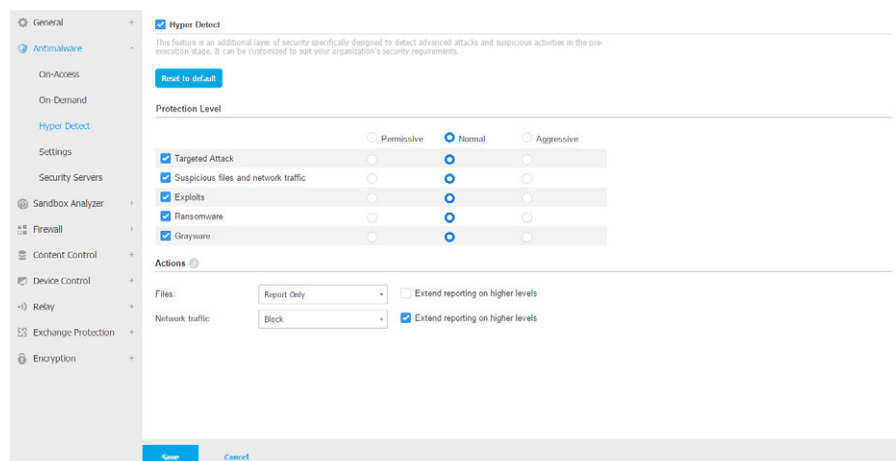 General +
Antimalware -
On-Access
On-Demand
Hyper Detect
Settings
Security Servers
Sandbox Analyzer +
Firewall +
Content Control +
Device Control +
Relay +
Exchange Protection +
Encryption +
Hyper Detect
This feature is an additional layer of security specifically designed to detect advanced attacks and suspicious activities in the pre-
execution stage. It can be customized to suit your organization's security requirements.
Reset to default
Protection Level
Permissive Normal Aggressive
Targeted Attack
Suspicious files and network traffic
Exploits
Ransomware
Grayware
Actions
Files: Report Only Extend reporting on higher levels
Network traffic: Block Extend reporting on higher levels
Save Cancel